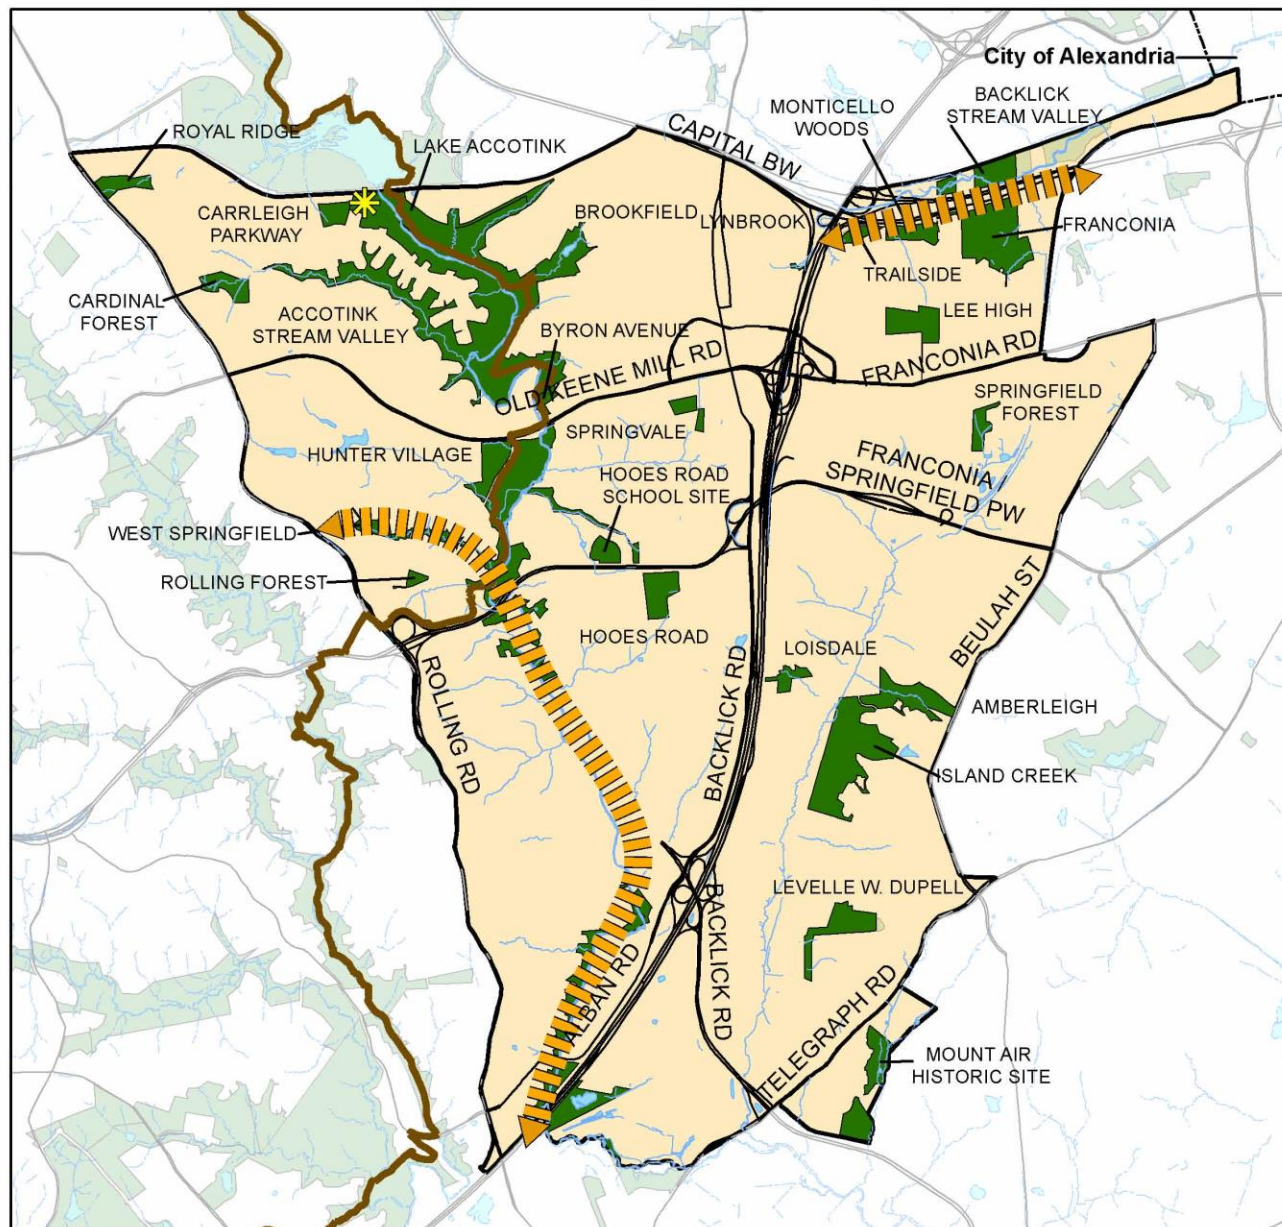 City of Alexandria
BACKLICK
STREAM VALLEY
MONTICELLO
WOODS
CAPITAL BW
ROYAL RIDGE
LAKE ACCOTINK
CARRLEIGH
PARKWAY
BROOKFIELD
LYNBROOK
FRANCONIA
TRAILSIDE
CARDINAL
FOREST
ACCOTINK
STREAM VALLEY
LEE HIGH
BYRON AVENUE
OLD KEENE MILL RD
FRANCONIA RD
SPRINGFIELD
FOREST
SPRINGVALE
HUNTER VILLAGE
HOOES ROAD
SCHOOL SITE
FRANCONIA /
SPRINGFIELD PW
WEST SPRINGFIELD
ROLLING FOREST
BEULAH ST
HOOES ROAD
LOISDALE
ROLLING RD
BACKLICK RD
AMBERLEIGH
ISLAND CREEK
LEVELLE W. DUPELL
BACKLICK RD
ALBAN RD
TELEGRAPH RD
MOUNT AIR
HISTORIC SITE